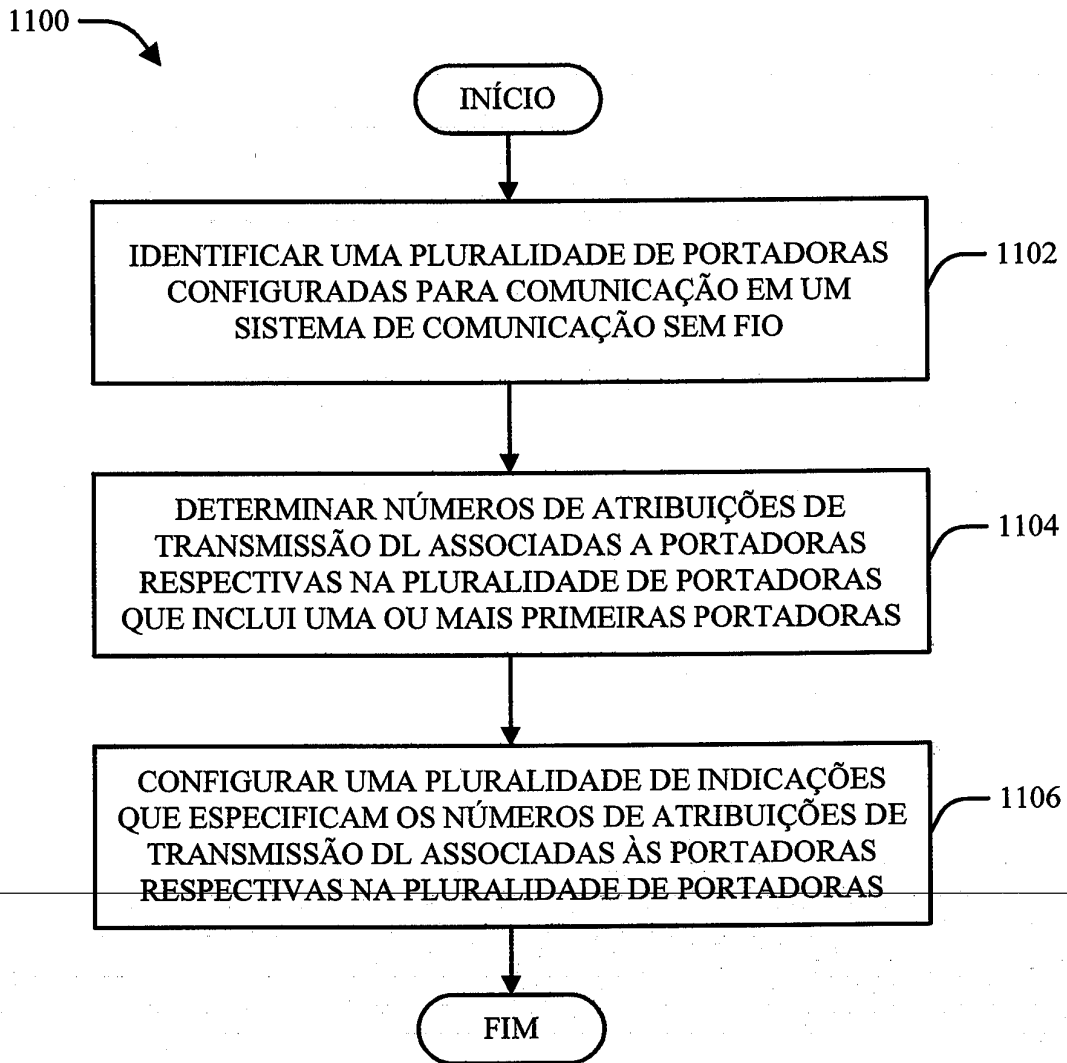 1100
INÍCIO
IDENTIFICAR UMA PLURALIDADE DE PORTADORAS
CONFIGURADAS PARA COMUNICAÇÃO EM UM
SISTEMA DE COMUNICAÇÃO SEM FIO
1102
DETERMINAR NÚMEROS DE ATRIBUIÇÕES DE
TRANSMISSÃO DL ASSOCIADAS A PORTADORAS
RESPECTIVAS NA PLURALIDADE DE PORTADORAS
QUE INCLUI UMA OU MAIS PRIMEIRAS PORTADORAS
1104
CONFIGURAR UMA PLURALIDADE DE INDICAÇÕES
QUE ESPECIFICAM OS NÚMEROS DE ATRIBUIÇÕES DE
TRANSMISSÃO DL ASSOCIADAS ÀS PORTADORAS
RESPECTIVAS NA PLURALIDADE DE PORTADORAS
1106
FIM